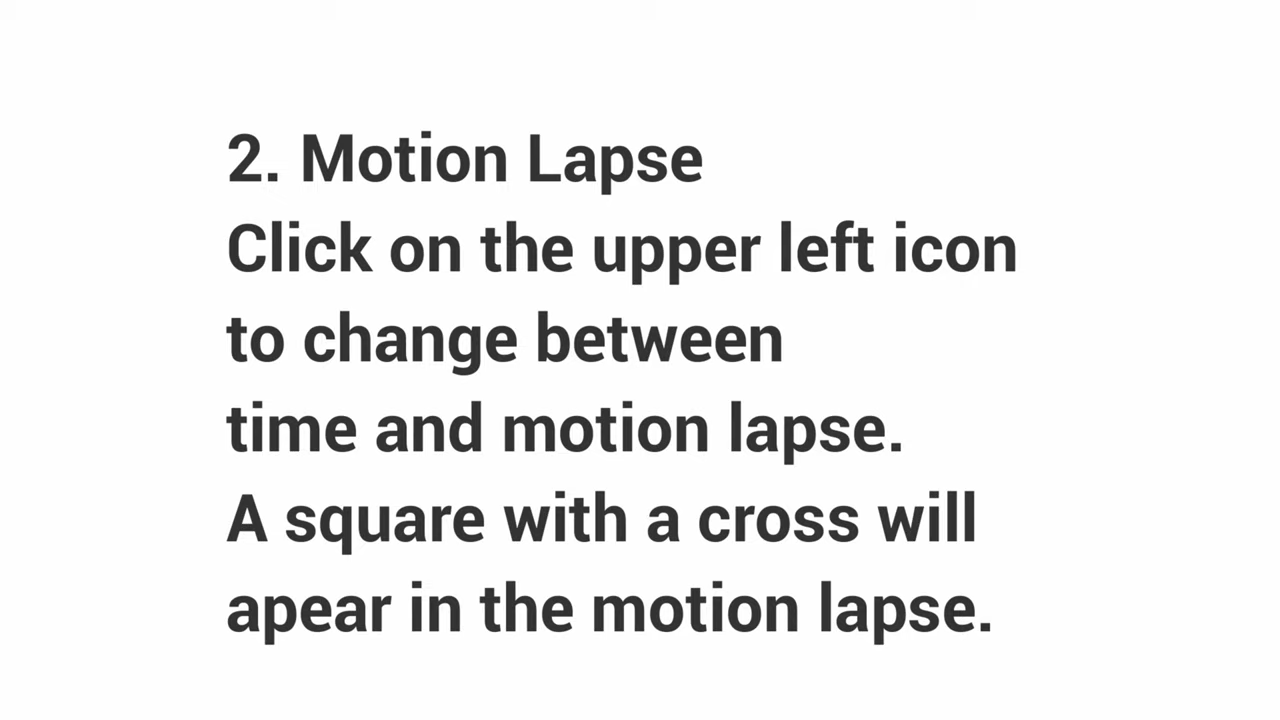 2. Motion Lapse
Click on the upper left icon
to change between
time and motion lapse.
A square with a cross will
apear in the motion lapse.